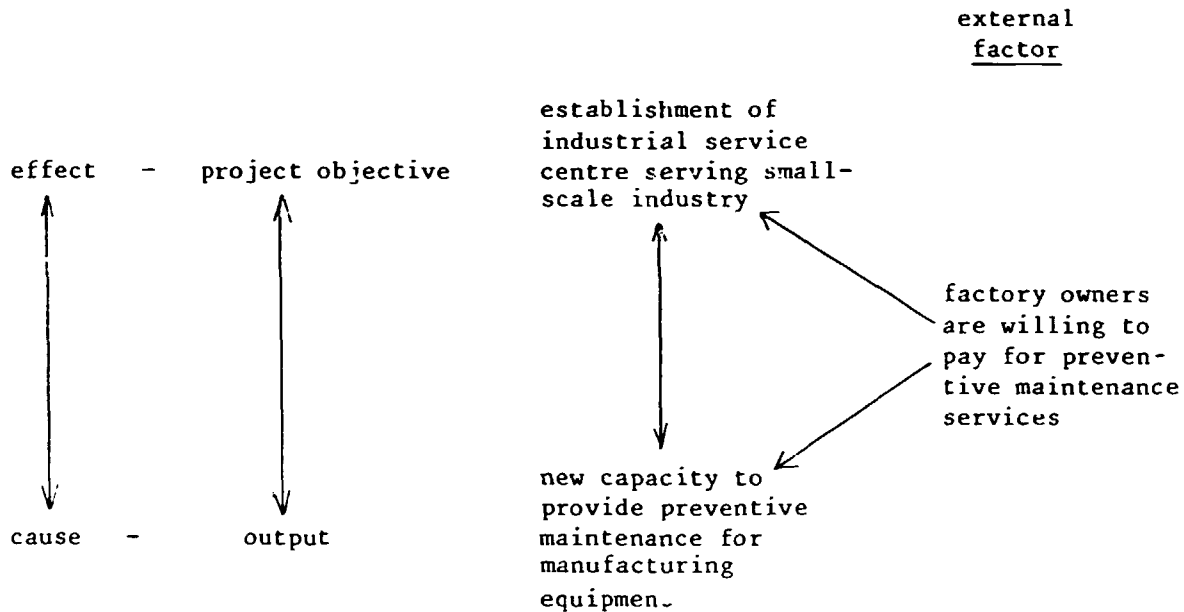 external
factor
establishment of
industrial service
effect - project objective
centre serving small-
scale industry
factory owners
are willing to
pay for preven-
tive maintenance
services
new capacity to
provide preventive
cause - output
maintenance for
manufacturing